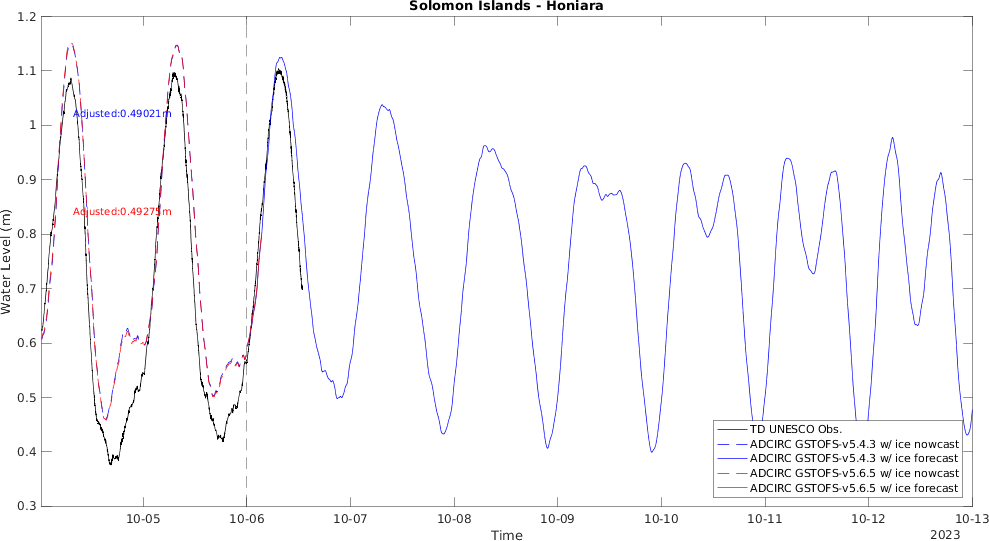 Solomon Islands - Honiara
1.2
1.1
1
0.9
0.8
0.7
0.6
0.5
0.4
0.3
Water Level (m)
Adjusted:0.49021m
Adjusted:0.49275m
TD UNESCO Obs.
ADCIRC GSTOFS-v5.4.3 w/ ice nowcast
ADCIRC GSTOFS-v5.4.3 w/ ice forecast
ADCIRC GSTOFS-v5.6.5 w/ ice nowcast
ADCIRC GSTOFS-v5.6.5 w/ ice forecast
10-05 10-06 10-07 10-08 10-09 10-10 10-11 10-12 10-13
Time
2023